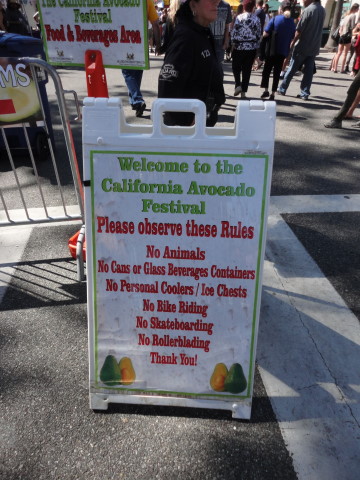 California Avocado
Festival
Food & Beverages Area
MS
132
Welcome to the
California Avocado
Festival
Please observe these Rules
No Animals
No Cans or Glass Beverages Containers
No Personal Coolers / Ice Chests
No Bike Riding
No Skateboarding
No Rollerblading
Thank You!